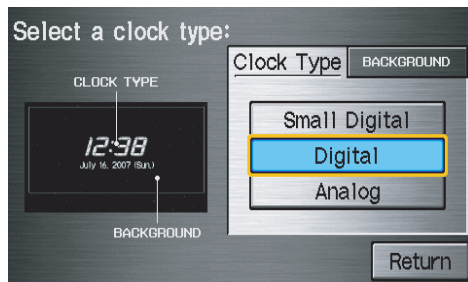 Select a clock type:
Clock Type
BACKGROUND
CLOCK TYPE
12:38
July 16, 2007 (Sun.)
BACKGROUND
Small Digital
Digital
Analog
Return